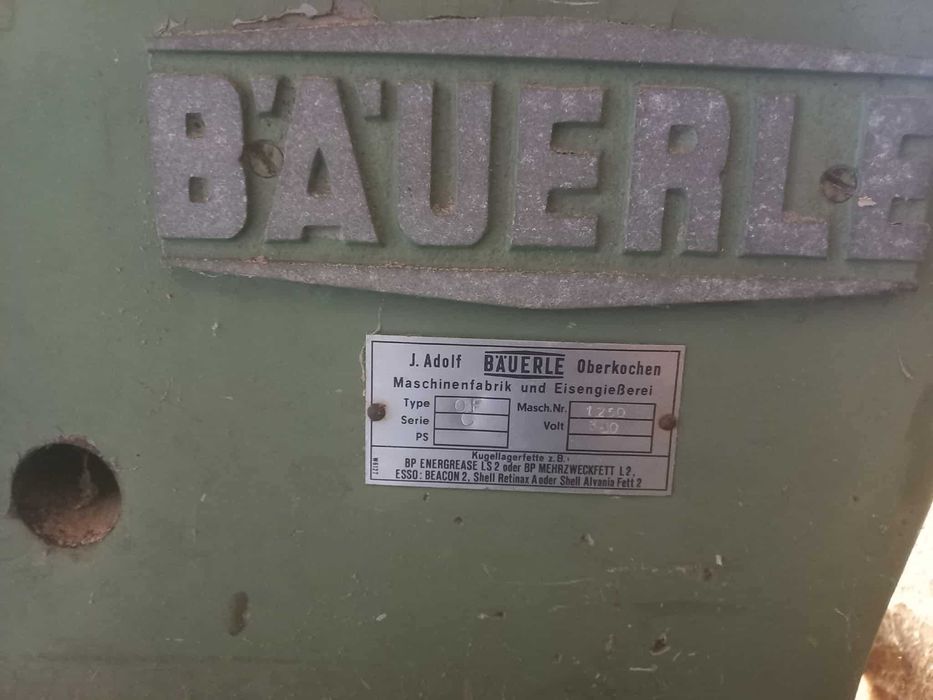 BÄUERLE
J. Adolf BÄUERLE Oberkochen
Maschinenfabrik und Eisengießerei
Type Masch.Nr. 1250
Serie Volt
PS
Kugellagerfette z.B.:
BP ENERGREASE LS 2 oder BP MEHRZWECKFETT L 2,
ESSO: BEACON 2, Shell Retinax A oder Shell Alvania Fett 2